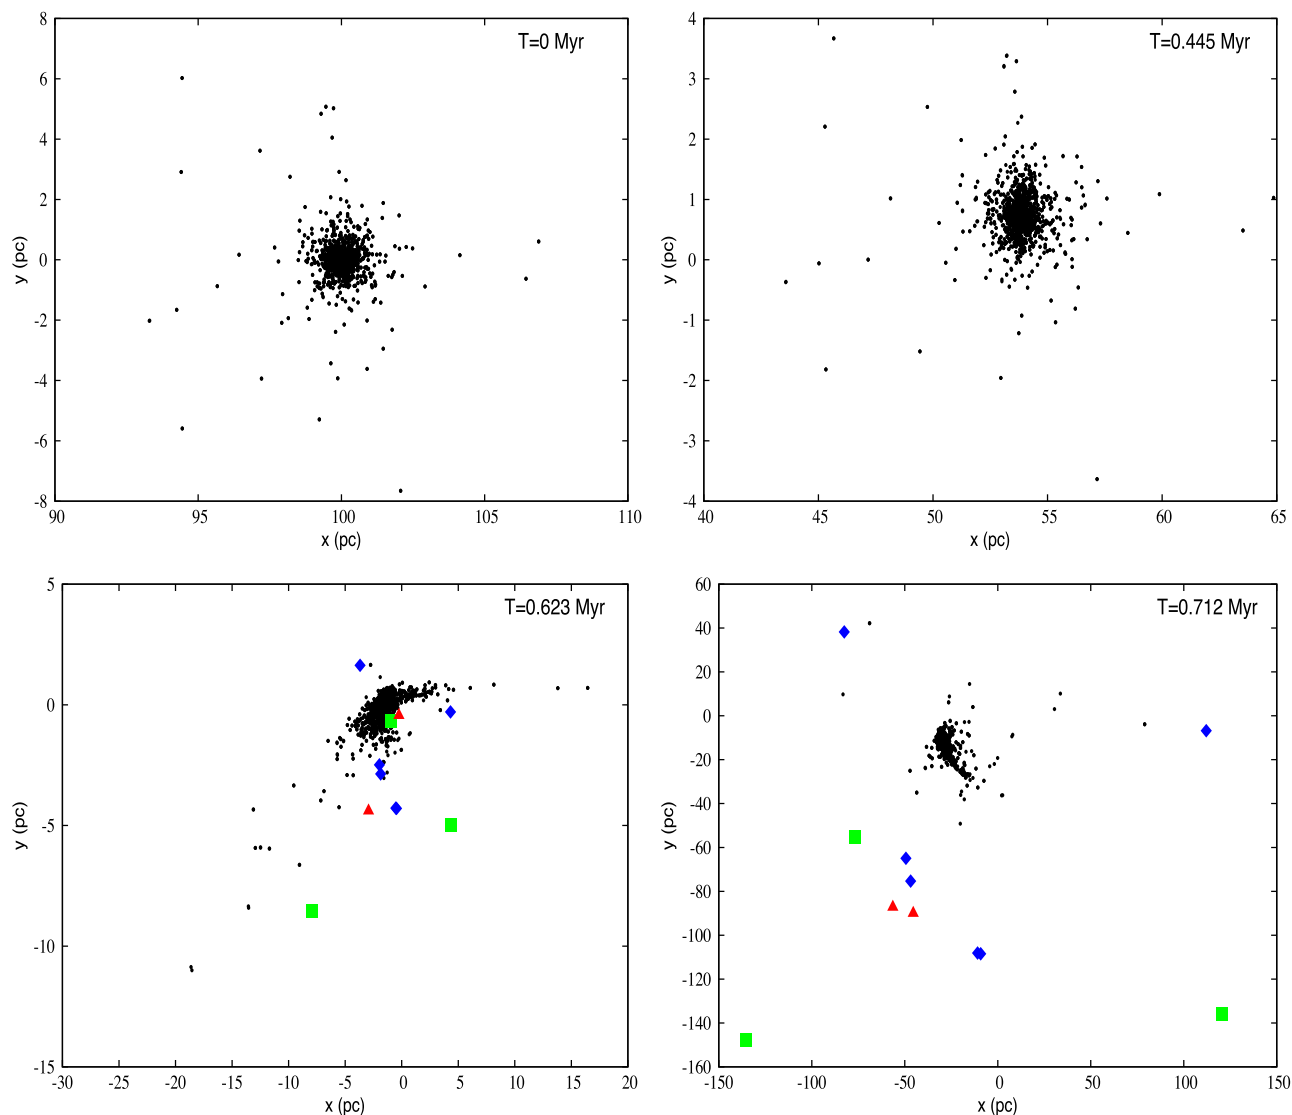 T=0 Myr
8
6
4
2
0
-2
-4
-6
-8
y (pc)
90 95 100 105 110
x (pc)
T=0.445 Myr
4
3
2
1
0
-1
-2
-3
-4
y (pc)
40 45 50 55 60 65
x (pc)
T=0.623 Myr
5
0
-5
-10
-15
y (pc)
-30 -25 -20 -15 -10 -5 0 5 10 15 20
x (pc)
T=0.712 Myr
60
40
20
0
-20
-40
-60
-80
-100
-120
-140
-160
y (pc)
-150 -100 -50 0 50 100 150
x (pc)